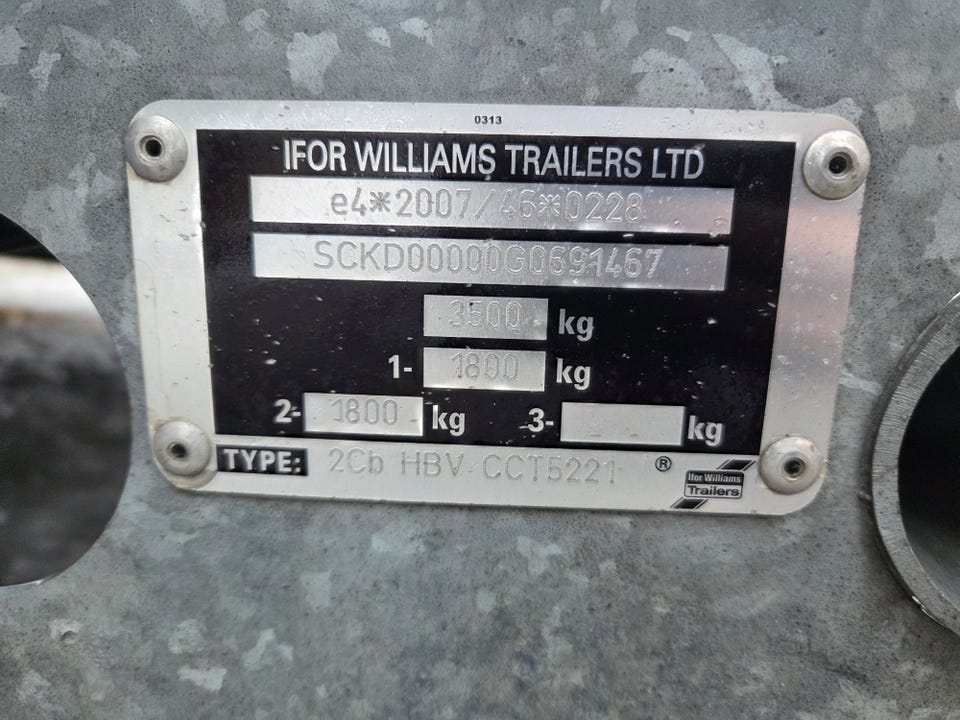 0313
IFOR WILLIAMS TRAILERS LTD
e4*2007/46*0228
SCKD00000G0691467
3500 kg
1- 1800 kg
2- 1800 kg 3- kg
TYPE: 2Cb HBV CCT5221 ®
Ifor Williams
Trailers